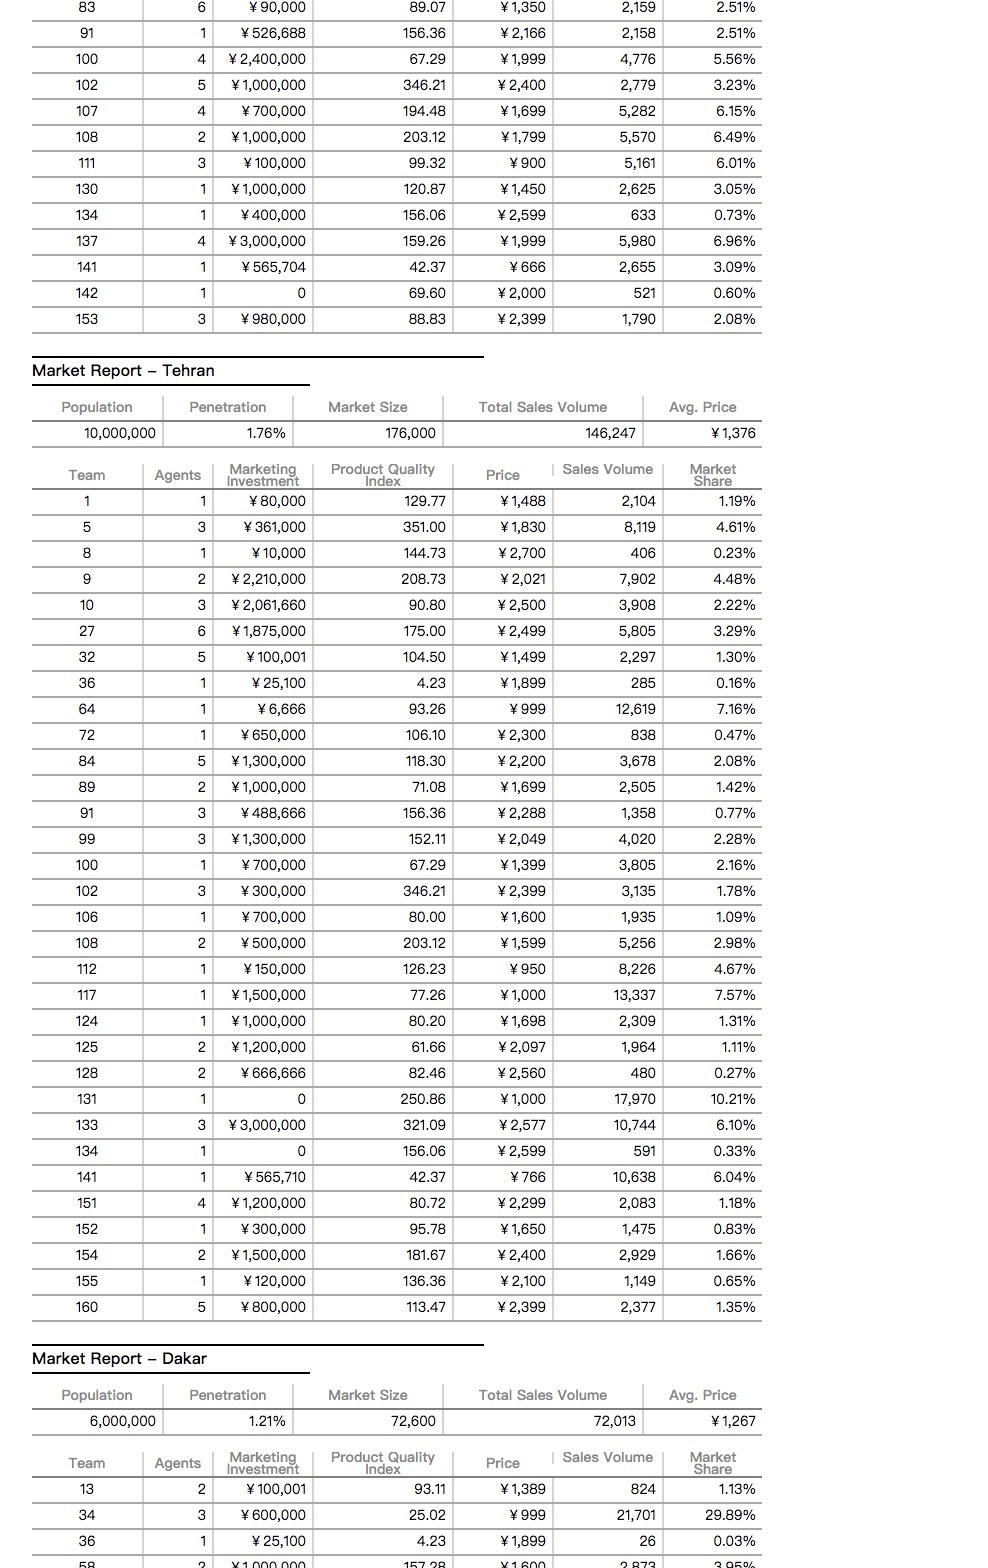 83 6 ¥ 90,000 89.07 ¥ 1,350 2,159 2.51%
91 1 ¥ 526,688 156.36 ¥ 2,166 2,158 2.51%
100 4 ¥ 2,400,000 67.29 ¥ 1,999 4,776 5.56%
102 5 ¥ 1,000,000 346.21 ¥ 2,400 2,779 3.23%
107 4 ¥ 700,000 194.48 ¥ 1,699 5,282 6.15%
108 2 ¥ 1,000,000 203.12 ¥ 1,799 5,570 6.49%
111 3 ¥ 100,000 99.32 ¥ 900 5,161 6.01%
130 1 ¥ 1,000,000 120.87 ¥ 1,450 2,625 3.05%
134 1 ¥ 400,000 156.06 ¥ 2,599 633 0.73%
137 4 ¥ 3,000,000 159.26 ¥ 1,999 5,980 6.96%
141 1 ¥ 565,704 42.37 ¥ 666 2,655 3.09%
142 1 0 69.60 ¥ 2,000 521 0.60%
153 3 ¥ 980,000 88.83 ¥ 2,399 1,790 2.08%
Market Report – Tehran
Population Penetration Market Size Total Sales Volume Avg. Price
10,000,000 1.76% 176,000 146,247 ¥ 1,376
Team Agents Marketing Investment Product Quality Index Price Sales Volume Market Share
1 1 ¥ 80,000 129.77 ¥ 1,488 2,104 1.19%
5 3 ¥ 361,000 351.00 ¥ 1,830 8,119 4.61%
8 1 ¥ 10,000 144.73 ¥ 2,700 406 0.23%
9 2 ¥ 2,210,000 208.73 ¥ 2,021 7,902 4.48%
10 3 ¥ 2,061,660 90.80 ¥ 2,500 3,908 2.22%
27 6 ¥ 1,875,000 175.00 ¥ 2,499 5,805 3.29%
32 5 ¥ 100,001 104.50 ¥ 1,499 2,297 1.30%
36 1 ¥ 25,100 4.23 ¥ 1,899 285 0.16%
64 1 ¥ 6,666 93.26 ¥ 999 12,619 7.16%
72 1 ¥ 650,000 106.10 ¥ 2,300 838 0.47%
84 5 ¥ 1,300,000 118.30 ¥ 2,200 3,678 2.08%
89 2 ¥ 1,000,000 71.08 ¥ 1,699 2,505 1.42%
91 3 ¥ 488,666 156.36 ¥ 2,288 1,358 0.77%
99 3 ¥ 1,300,000 152.11 ¥ 2,049 4,020 2.28%
100 1 ¥ 700,000 67.29 ¥ 1,399 3,805 2.16%
102 3 ¥ 300,000 346.21 ¥ 2,399 3,135 1.78%
106 1 ¥ 700,000 80.00 ¥ 1,600 1,935 1.09%
108 2 ¥ 500,000 203.12 ¥ 1,599 5,256 2.98%
112 1 ¥ 150,000 126.23 ¥ 950 8,226 4.67%
117 1 ¥ 1,500,000 77.26 ¥ 1,000 13,337 7.57%
124 1 ¥ 1,000,000 80.20 ¥ 1,698 2,309 1.31%
125 2 ¥ 1,200,000 61.66 ¥ 2,097 1,964 1.11%
128 2 ¥ 666,666 82.46 ¥ 2,560 480 0.27%
131 1 0 250.86 ¥ 1,000 17,970 10.21%
133 3 ¥ 3,000,000 321.09 ¥ 2,577 10,744 6.10%
134 1 0 156.06 ¥ 2,599 591 0.33%
141 1 ¥ 565,710 42.37 ¥ 766 10,638 6.04%
151 4 ¥ 1,200,000 80.72 ¥ 2,299 2,083 1.18%
152 1 ¥ 300,000 95.78 ¥ 1,650 1,475 0.83%
154 2 ¥ 1,500,000 181.67 ¥ 2,400 2,929 1.66%
155 1 ¥ 120,000 136.36 ¥ 2,100 1,149 0.65%
160 5 ¥ 800,000 113.47 ¥ 2,399 2,377 1.35%
Market Report – Dakar
Population Penetration Market Size Total Sales Volume Avg. Price
6,000,000 1.21% 72,600 72,013 ¥ 1,267
Team Agents Marketing Investment Product Quality Index Price Sales Volume Market Share
13 2 ¥ 100,001 93.11 ¥ 1,389 824 1.13%
34 3 ¥ 600,000 25.02 ¥ 999 21,701 29.89%
36 1 ¥ 25,100 4.23 ¥ 1,899 26 0.03%
58 2 ¥ 1,000,000 157.28 ¥ 1,600 2,873 3.95%